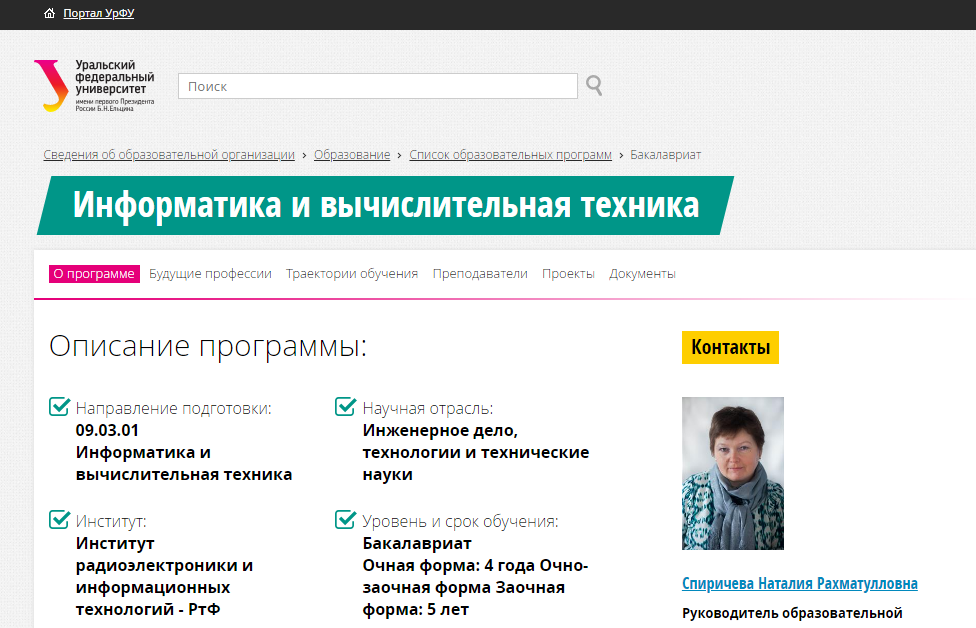 Портал УрФУ
Уральский
федеральный
университет
имени первого Президента
России Б.Н.Ельцина
Поиск
Сведения об образовательной организации › Образование › Список образовательных программ › Бакалавриат
Информатика и вычислительная техника
О программе Будущие профессии Траектории обучения Преподаватели Проекты Документы
Описание программы:
Направление подготовки:
09.03.01
Информатика и
вычислительная техника
Научная отрасль:
Инженерное дело,
технологии и технические
науки
Институт:
Институт
радиоэлектроники и
информационных
технологий - РтФ
Уровень и срок обучения:
Бакалавриат
Очная форма: 4 года Очно-
заочная форма Заочная
форма: 5 лет
Контакты
Спиричева Наталия Рахматулловна
Руководитель образовательной